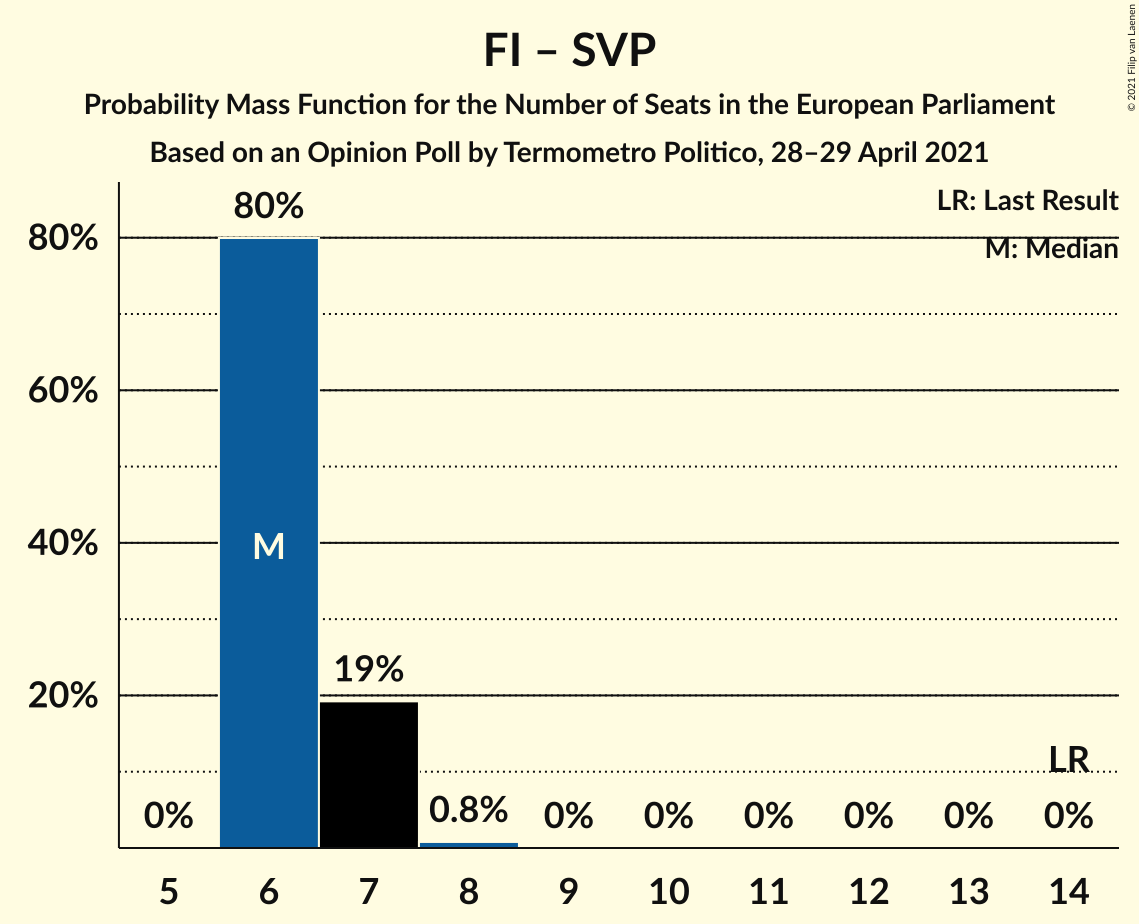 FI – SVP
Probability Mass Function for the Number of Seats in the European Parliament
Based on an Opinion Poll by Termometro Politico, 28–29 April 2021
© 2021 Filip van Laenen
LR: Last Result
M: Median
80%
60%
40%
20%
0%
80%
M
19%
0.8%
0%
0%
0%
0%
0%
LR
0%
5 6 7 8 9 10 11 12 13 14